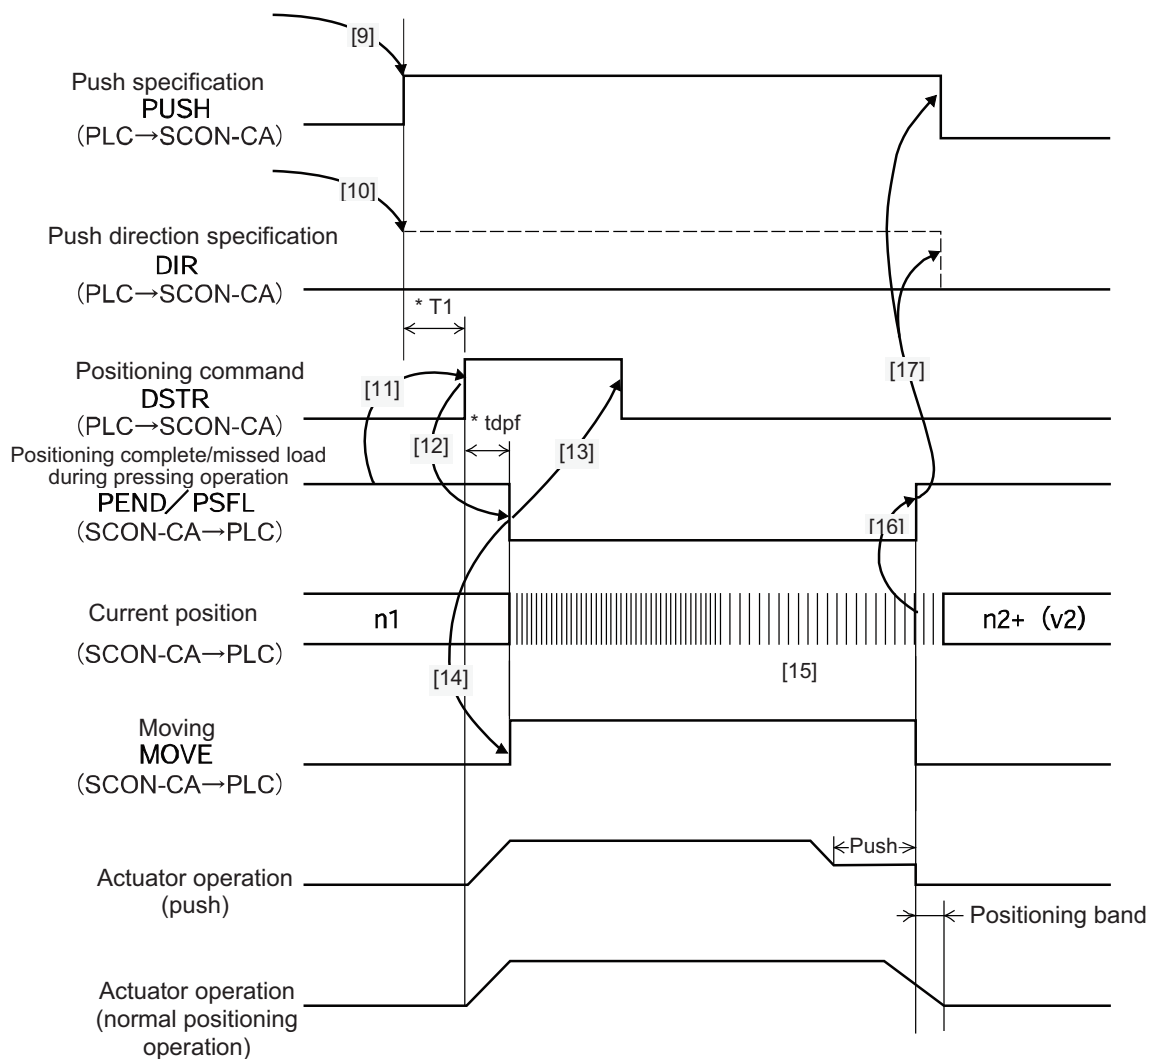 [9]
Push specification
PUSH
(PLC→SCON-CA)
[10]
Push direction specification
DIR
(PLC→SCON-CA)
* T1
Positioning command
DSTR
(PLC→SCON-CA)
[11]
[17]
* tdpf
[12]
[13]
Positioning complete/missed load
during pressing operation
PEND/PSFL
(SCON-CA→PLC)
[16]
Current position
(SCON-CA→PLC)
n1
n2+ (v2)
[14]
[15]
Moving
MOVE
(SCON-CA→PLC)
Push
Actuator operation
(push)
Positioning band
Actuator operation
(normal positioning
operation)